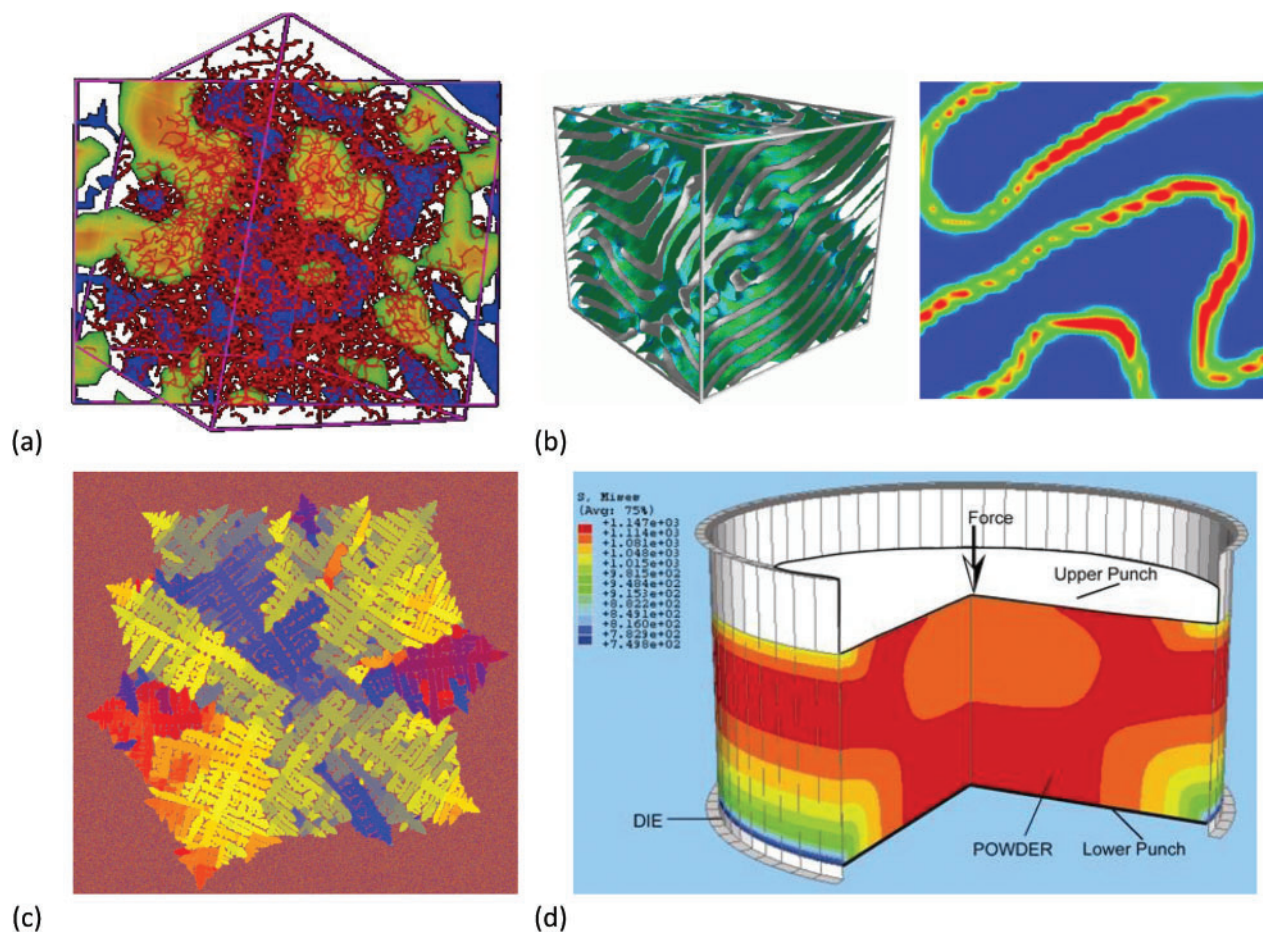 (a)
(b)
S, Mises
(Avg: 75%)
+1.147e+03
+1.114e+03
+1.081e+03
+1.048e+03
+1.015e+03
+9.815e+02
+9.484e+02
+9.153e+02
+8.822e+02
+8.491e+02
+8.160e+02
+7.829e+02
+7.498e+02
Force
Upper Punch
DIE
POWDER
Lower Punch
(c)
(d)